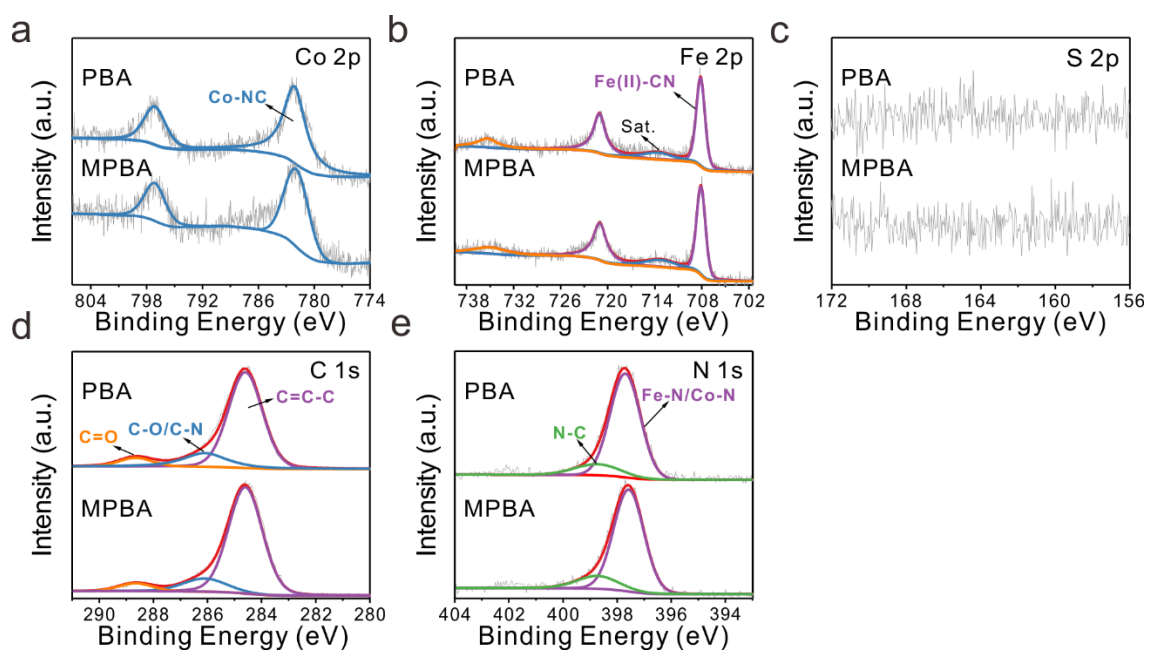 a
Co 2p
PBA
Co-NC
MPBA
Intensity (a.u.)
804 798 792 786 780 774
Binding Energy (eV)
b
Fe 2p
PBA
Fe(II)-CN
Sat.
MPBA
Intensity (a.u.)
738 732 726 720 714 708 702
Binding Energy (eV)
c
S 2p
PBA
MPBA
Intensity (a.u.)
172 168 164 160 156
Binding Energy (eV)
d
C 1s
PBA
C=C-C
C-O/C-N
C=O
MPBA
Intensity (a.u.)
290 288 286 284 282 280
Binding Energy (eV)
e
N 1s
PBA
Fe-N/Co-N
N-C
MPBA
Intensity (a.u.)
404 402 400 398 396 394
Binding Energy (eV)